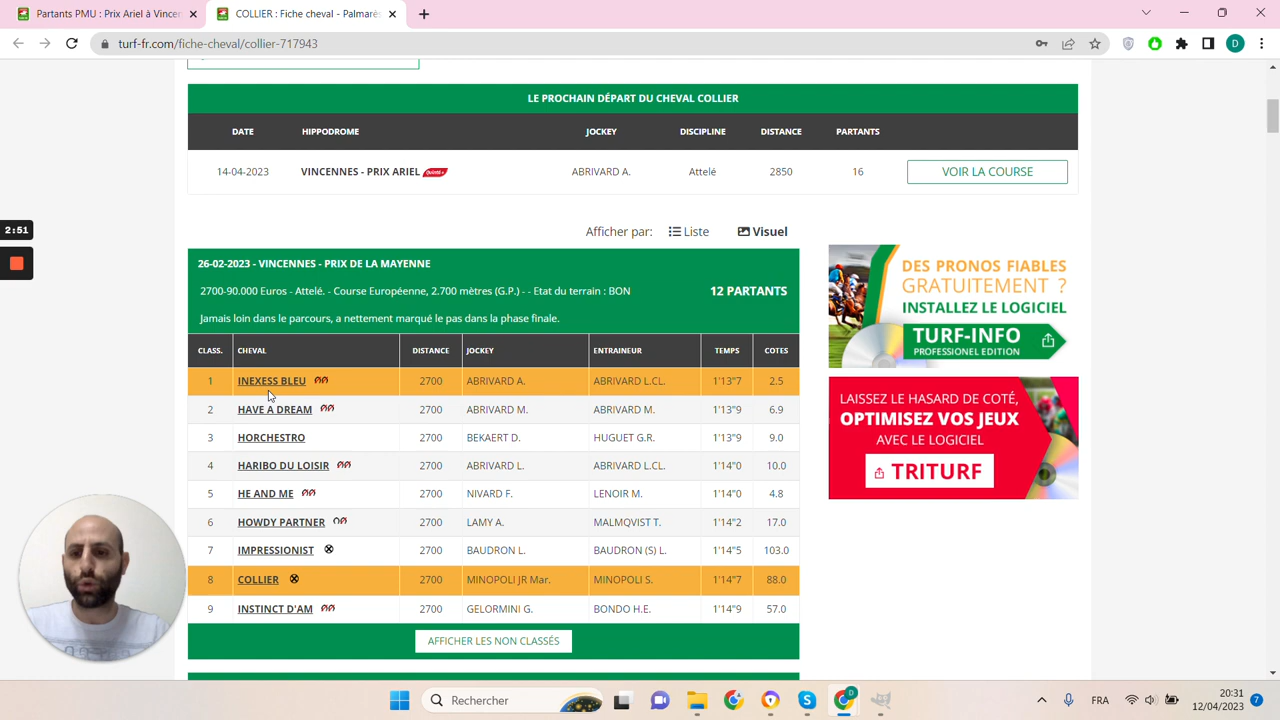 Partants PMU : Prix Ariel à Vincen
COLLIER : Fiche cheval - Palmarè
turf-fr.com/fiche-cheval/collier-717943
D
LE PROCHAIN DÉPART DU CHEVAL COLLIER
DATE HIPPODROME JOCKEY DISCIPLINE DISTANCE PARTANTS
14-04-2023 VINCENNES - PRIX ARIEL ABRIVARD A. Attelé 2850 16 VOIR LA COURSE
2:51
Afficher par: Liste Visuel
26-02-2023 - VINCENNES - PRIX DE LA MAYENNE
2700-90.000 Euros - Attelé. - Course Européenne, 2.700 mètres (G.P.) - - Etat du terrain : BON
12 PARTANTS
Jamais loin dans le parcours, a nettement marqué le pas dans la phase finale.
CLASS. CHEVAL DISTANCE JOCKEY ENTRAINEUR TEMPS COTES
1 INEXESS BLEU 2700 ABRIVARD A. ABRIVARD L.CL. 1'13"7 2.5
2 HAVE A DREAM 2700 ABRIVARD M. ABRIVARD M. 1'13"9 6.9
3 HORCHESTRO 2700 BEKAERT D. HUGUET G.R. 1'13"9 9.0
4 HARIBO DU LOISIR 2700 ABRIVARD L. ABRIVARD L.CL. 1'14"0 10.0
5 HE AND ME 2700 NIVARD F. LENOIR M. 1'14"0 4.8
6 HOWDY PARTNER 2700 LAMY A. MALMQVIST T. 1'14"2 17.0
7 IMPRESSIONIST 2700 BAUDRON L. BAUDRON (S) L. 1'14"5 103.0
8 COLLIER 2700 MINOPOLI JR Mar. MINOPOLI S. 1'14"7 88.0
9 INSTINCT D'AM 2700 GELORMINI G. BONDO H.E. 1'14"9 57.0
AFFICHER LES NON CLASSÉS
DES PRONOS FIABLES
GRATUITEMENT ?
INSTALLEZ LE LOGICIEL
TURF-INFO
PROFESSIONEL EDITION
LAISSEZ LE HASARD DE COTÉ,
OPTIMISEZ VOS JEUX
AVEC LE LOGICIEL
TRITURF
Rechercher
D
FRA
20:31
12/04/2023
7